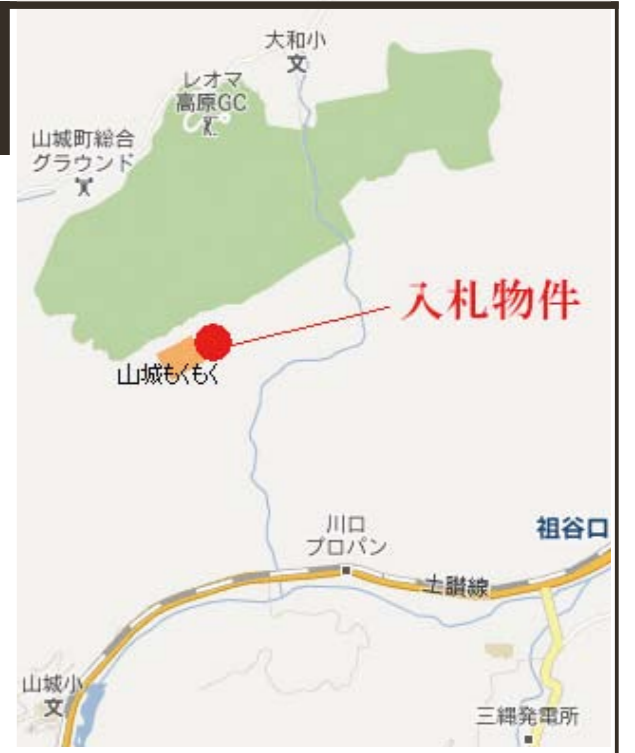 大和小
文
レオマ
高原GC
山城町総合
グラウンド
入札物件
山城もくもく
川口
プロパン
祖谷口
土讃線
山城小
文
三縄発電所